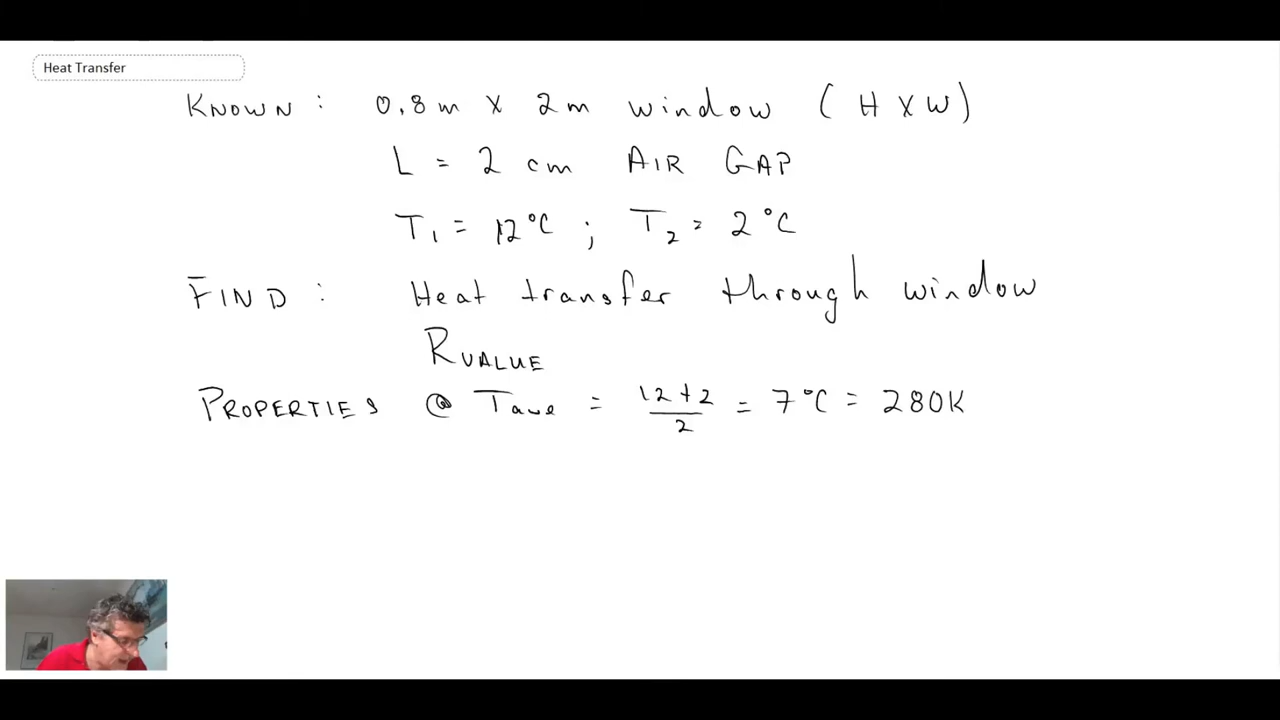 Heat Transfer
KNOWN : 0.8m X 2m window ( H X W )
L = 2 cm AIR GAP
T₁ = 12°C ; T₂ = 2°C
FIND : Heat transfer through window
RVALUE
PROPERTIES @ Tave = (12+2)/2 = 7°C = 280K